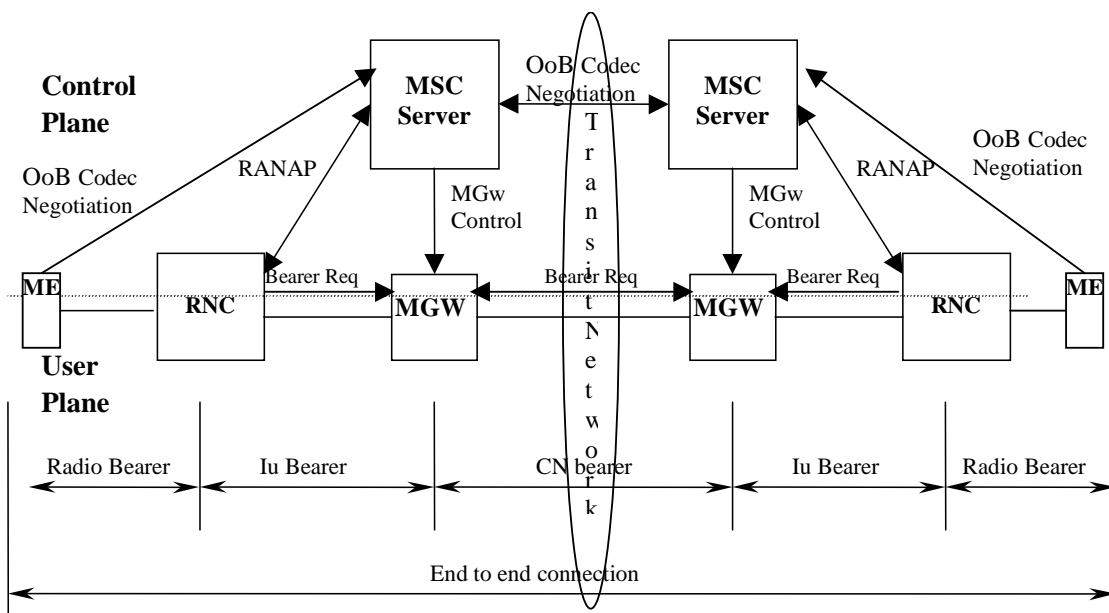 Control
Plane
MSC
Server
OoB Codec
Negotiation
MSC
Server
OoB Codec
Negotiation
RANAP
RANAP
OoB Codec
Negotiation
MGw
Control
MGw
Control
Transit Network
ME
RNC
Bearer Req
MGW
Bearer Req
MGW
Bearer Req
RNC
ME
User
Plane
Radio Bearer
Iu Bearer
CN bearer
Iu Bearer
Radio Bearer
End to end connection